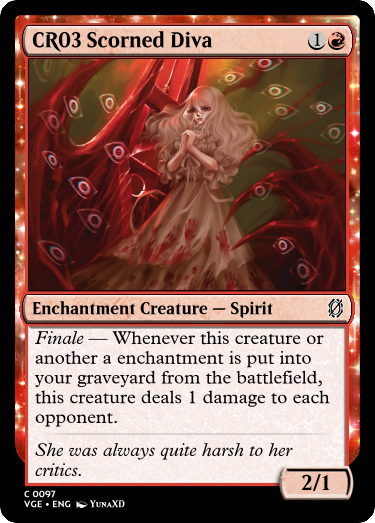 CR03 Scorned Diva 1
Enchantment Creature — Spirit
Finale — Whenever this creature or
another a enchantment is put into
your graveyard from the battlefield,
this creature deals 1 damage to each
opponent.
She was always quite harsh to her
critics.
2/1
C 0097
VGE • ENG YunaXD